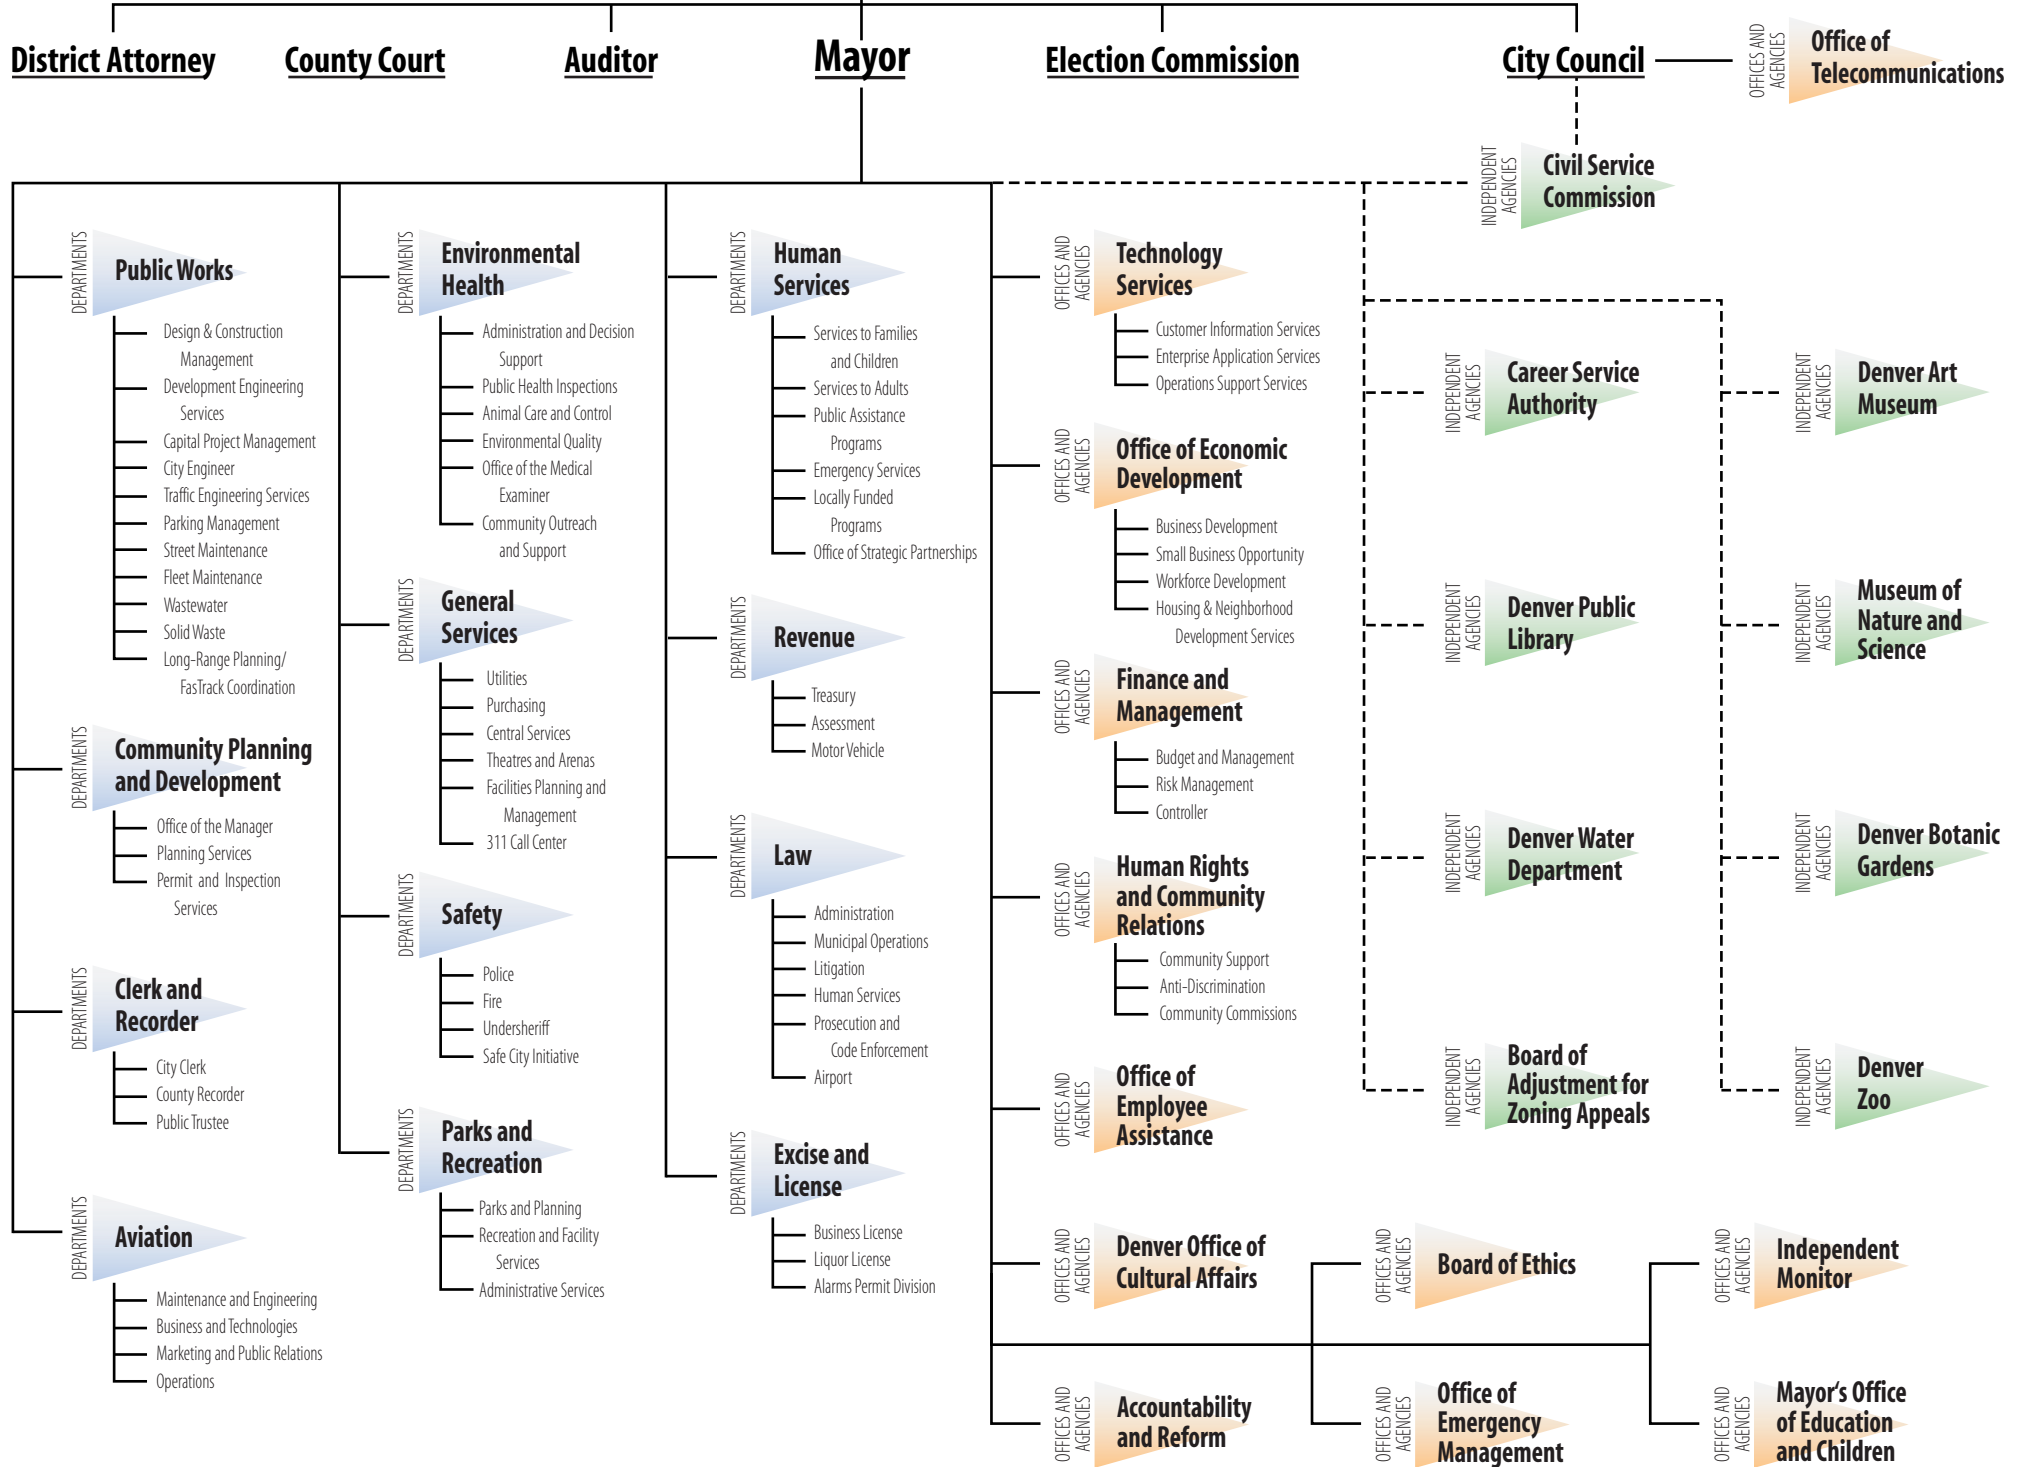 District Attorney
County Court
Auditor
Mayor
Election Commission
City Council
OFFICES AND
AGENCIES
Office of
Telecommunications
INDEPENDENT
AGENCIES
Civil Service
Commission
DEPARTMENTS
Public Works
Design & Construction
Management
Development Engineering
Services
Capital Project Management
City Engineer
Traffic Engineering Services
Parking Management
Street Maintenance
Fleet Maintenance
Wastewater
Solid Waste
Long-Range Planning/
FasTrack Coordination
DEPARTMENTS
Community Planning
and Development
Office of the Manager
Planning Services
Permit and Inspection
Services
DEPARTMENTS
Clerk and
Recorder
City Clerk
County Recorder
Public Trustee
DEPARTMENTS
Aviation
Maintenance and Engineering
Business and Technologies
Marketing and Public Relations
Operations
DEPARTMENTS
Environmental
Health
Administration and Decision
Support
Public Health Inspections
Animal Care and Control
Environmental Quality
Office of the Medical
Examiner
Community Outreach
and Support
DEPARTMENTS
General
Services
Utilities
Purchasing
Central Services
Theatres and Arenas
Facilities Planning and
Management
311 Call Center
DEPARTMENTS
Safety
Police
Fire
Undersheriff
Safe City Initiative
DEPARTMENTS
Parks and
Recreation
Parks and Planning
Recreation and Facility
Services
Administrative Services
DEPARTMENTS
Human
Services
Services to Families
and Children
Services to Adults
Public Assistance
Programs
Emergency Services
Locally Funded
Programs
Office of Strategic Partnerships
DEPARTMENTS
Revenue
Treasury
Assessment
Motor Vehicle
DEPARTMENTS
Law
Administration
Municipal Operations
Litigation
Human Services
Prosecution and
Code Enforcement
Airport
DEPARTMENTS
Excise and
License
Business License
Liquor License
Alarms Permit Division
OFFICES AND
AGENCIES
Technology
Services
Customer Information Services
Enterprise Application Services
Operations Support Services
OFFICES AND
AGENCIES
Office of Economic
Development
Business Development
Small Business Opportunity
Workforce Development
Housing & Neighborhood
Development Services
OFFICES AND
AGENCIES
Finance and
Management
Budget and Management
Risk Management
Controller
OFFICES AND
AGENCIES
Human Rights
and Community
Relations
Community Support
Anti-Discrimination
Community Commissions
OFFICES AND
AGENCIES
Office of
Employee
Assistance
OFFICES AND
AGENCIES
Denver Office of
Cultural Affairs
OFFICES AND
AGENCIES
Accountability
and Reform
INDEPENDENT
AGENCIES
Career Service
Authority
INDEPENDENT
AGENCIES
Denver Public
Library
INDEPENDENT
AGENCIES
Denver Water
Department
INDEPENDENT
AGENCIES
Board of
Adjustment for
Zoning Appeals
INDEPENDENT
AGENCIES
Denver Art
Museum
INDEPENDENT
AGENCIES
Museum of
Nature and
Science
INDEPENDENT
AGENCIES
Denver Botanic
Gardens
INDEPENDENT
AGENCIES
Denver
Zoo
OFFICES AND
AGENCIES
Board of Ethics
OFFICES AND
AGENCIES
Office of
Emergency
Management
OFFICES AND
AGENCIES
Independent
Monitor
OFFICES AND
AGENCIES
Mayor‘s Office
of Education
and Children